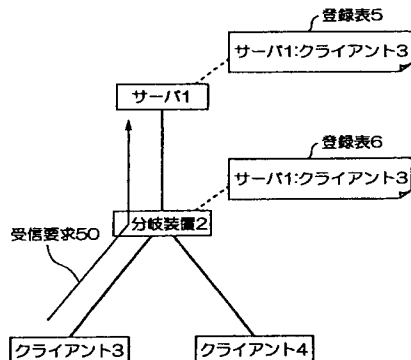 登録表5
サーバ1:クライアント3
サーバ1
登録表6
サーバ1:クライアント3
分岐装置2
受信要求50
クライアント3
クライアント4